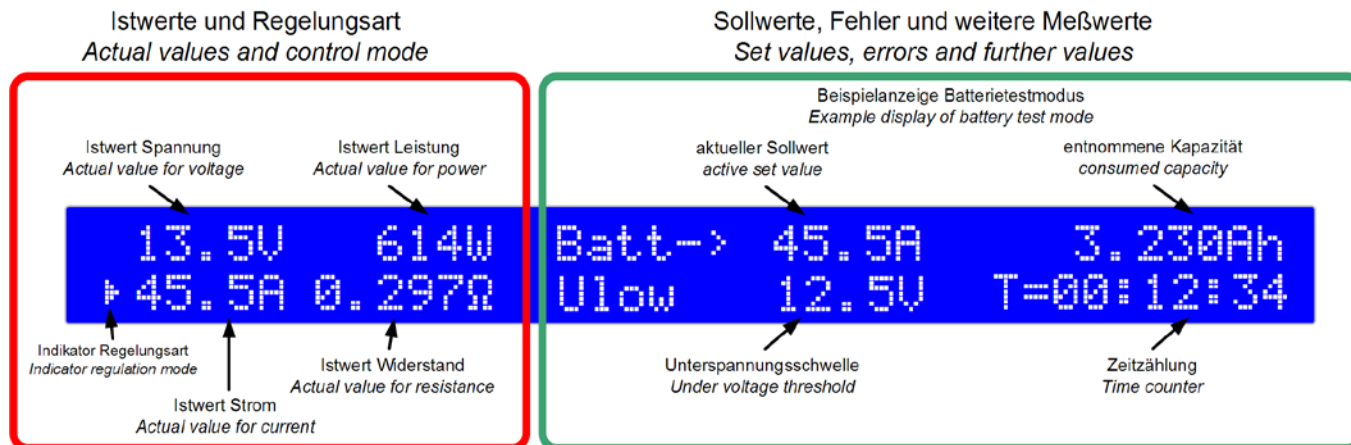 Istwerte und Regelungsart
Actual values and control mode
Sollwerte, Fehler und weitere Meßwerte
Set values, errors and further values
Beispielanzeige Batterietestmodus
Example display of battery test mode
Istwert Spannung
Actual value for voltage
Istwert Leistung
Actual value for power
aktueller Sollwert
active set value
entnommene Kapazität
consumed capacity
13.5V 614W Batt-> 45.5A 3.230Ah
45.5A 0.297Ω Ulow 12.5V T=00:12:34
Indikator Regelungsart
Indicator regulation mode
Istwert Strom
Actual value for current
Istwert Widerstand
Actual value for resistance
Unterspannungsschwelle
Under voltage threshold
Zeitzählung
Time counter